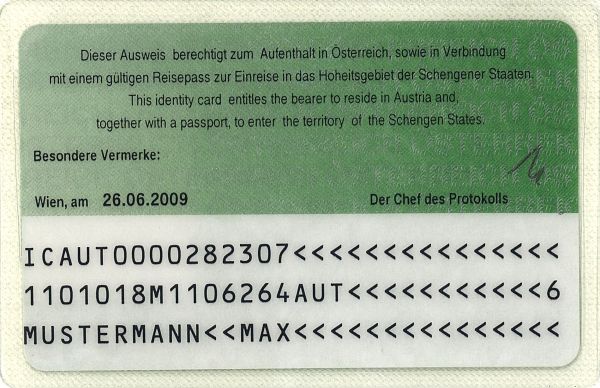 Dieser Ausweis berechtigt zum Aufenthalt in Österreich, sowie in Verbindung
mit einem gültigen Reisepass zur Einreise in das Hoheitsgebiet der Schengener Staaten.
This identity card entitles the bearer to reside in Austria and,
together with a passport, to enter the territory of the Schengen States.
Besondere Vermerke:
Wien, am 26.06.2009 Der Chef des Protokolls
ICAUT0000282307<<<<<<<<<<<<<<<
1101018M1106264AUT<<<<<<<<<<<6
MUSTERMANN<<MAX<<<<<<<<<<<<<<<